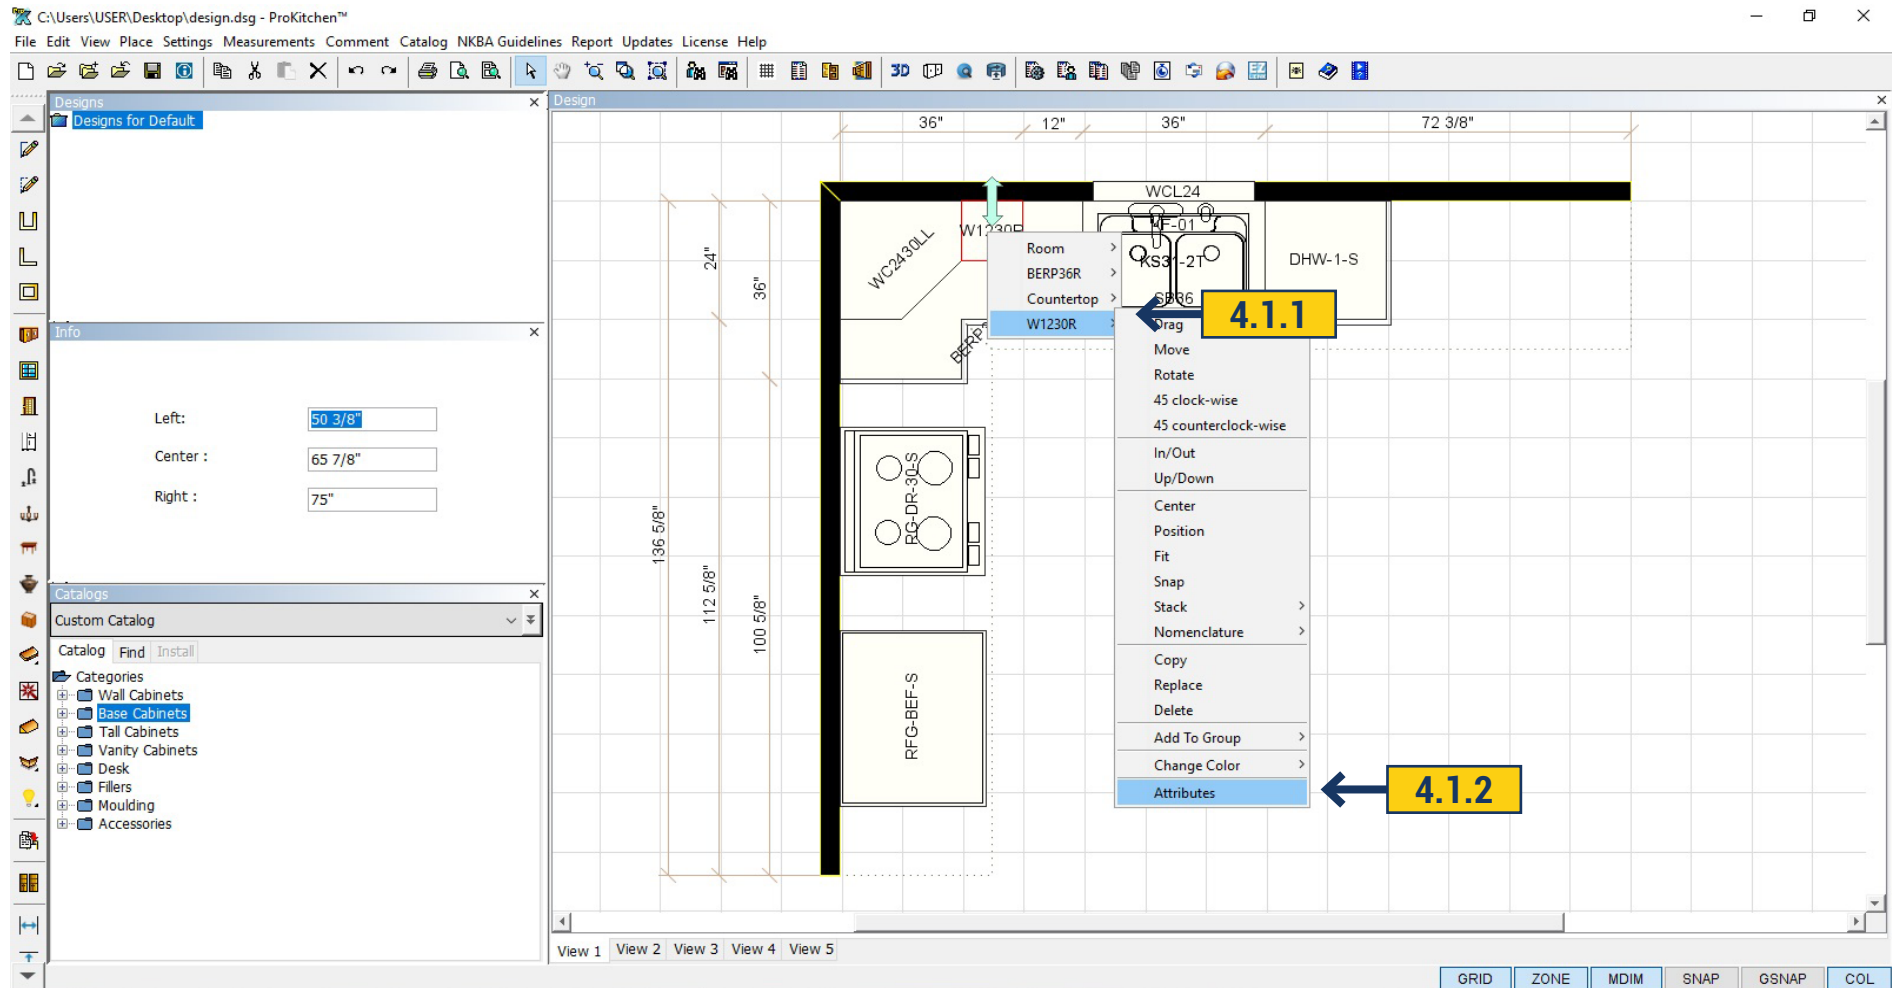 C:\Users\USER\Desktop\design.dsg - ProKitchen™
File Edit View Place Settings Measurements Comment Catalog NKBA Guidelines Report Updates License Help
3D
Designs
Designs for Default
Info
Left:
50 3/8"
Center :
65 7/8"
Right :
75"
Catalogs
Custom Catalog
Catalog Find Install
Categories
Wall Cabinets
Base Cabinets
Tall Cabinets
Vanity Cabinets
Desk
Fillers
Moulding
Accessories
Design
36" 12" 36" 72 3/8"
WCL24
WC2430LL
W1230R
KF-01
KS31-2T
SB36
DHW-1-S
24"
36"
136 5/8"
112 5/8"
100 5/8"
RG-DR-30-S
RFG-BEF-S
Room
BERP36R
Countertop
W1230R
4.1.1
Drag
Move
Rotate
45 clock-wise
45 counterclock-wise
In/Out
Up/Down
Center
Position
Fit
Snap
Stack
Nomenclature
Copy
Replace
Delete
Add To Group
Change Color
Attributes
4.1.2
View 1 View 2 View 3 View 4 View 5
GRID ZONE MDIM SNAP GSNAP COL